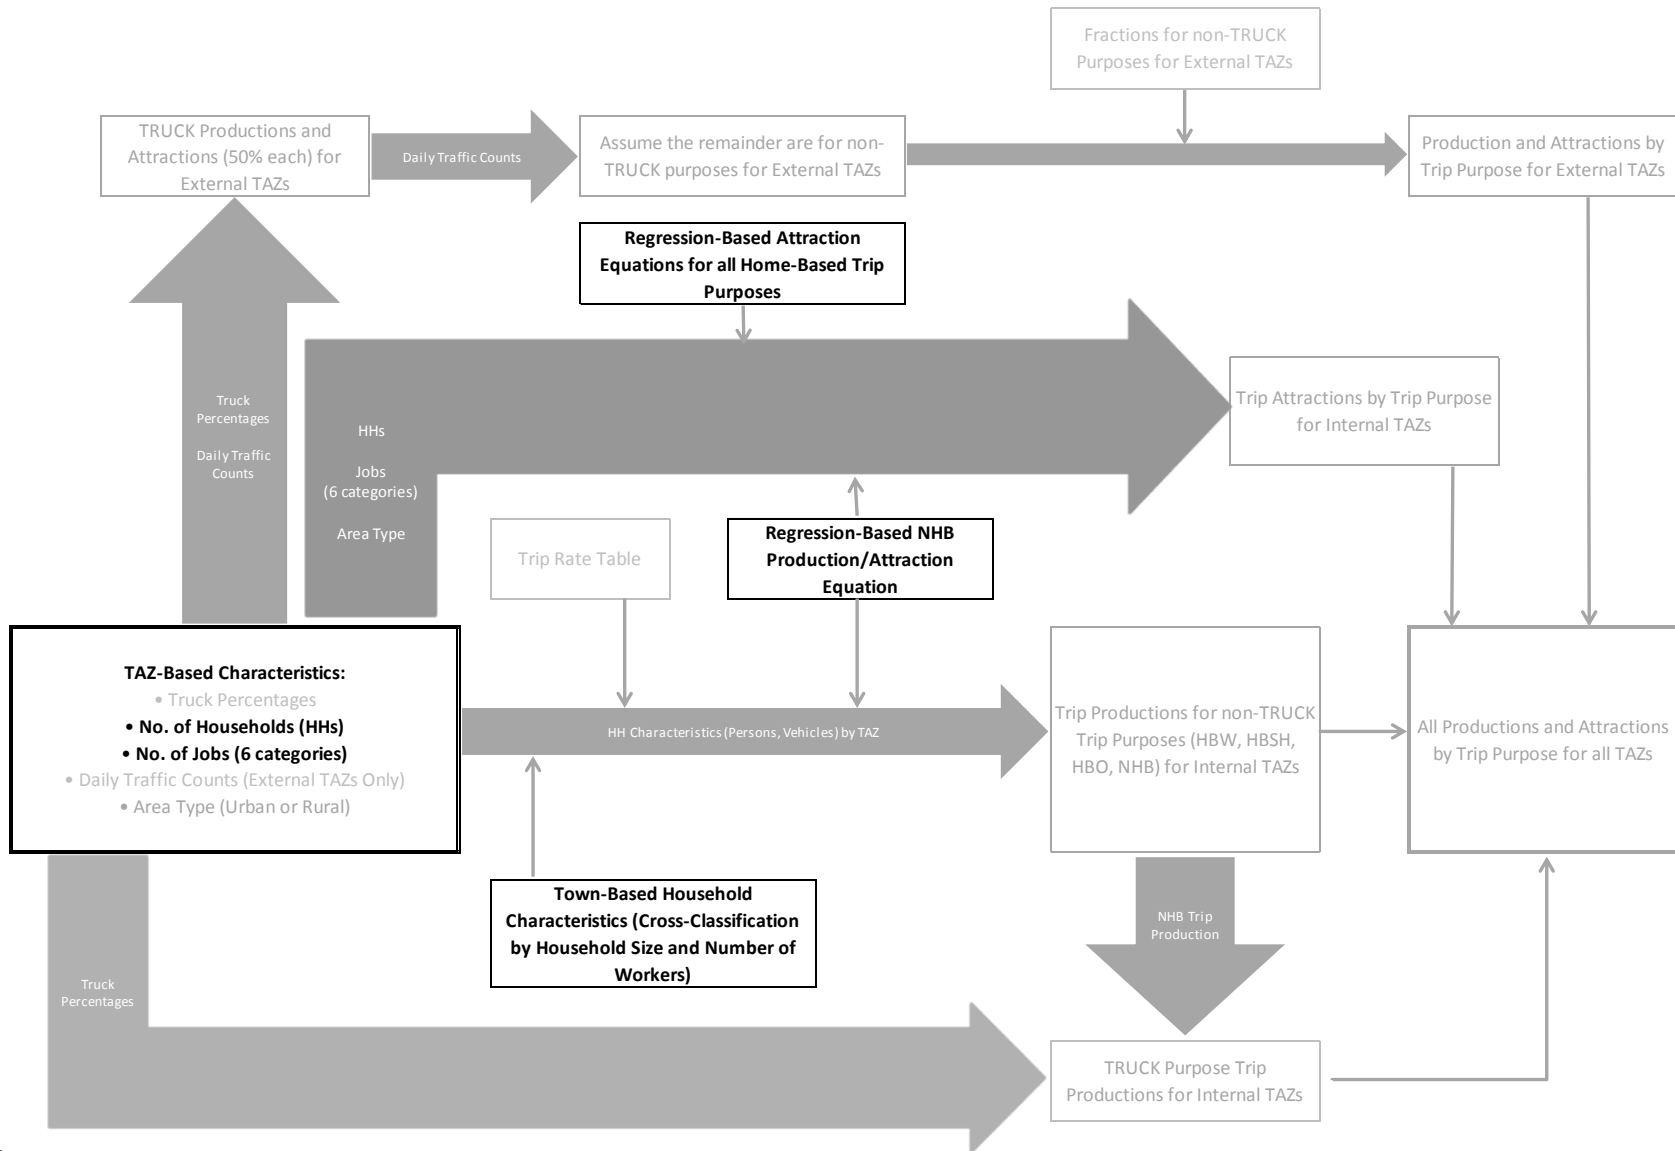 Fractions for non-TRUCK
Purposes for External TAZs
TRUCK Productions and
Attractions (50% each) for
External TAZs
Daily Traffic Counts
Assume the remainder are for non-
TRUCK purposes for External TAZs
Production and Attractions by
Trip Purpose for External TAZs
Regression-Based Attraction
Equations for all Home-Based Trip
Purposes
Truck
Percentages
Daily Traffic
Counts
HHs
Jobs
(6 categories)
Area Type
Trip Attractions by Trip Purpose
for Internal TAZs
Trip Rate Table
Regression-Based NHB
Production/Attraction
Equation
TAZ-Based Characteristics:
• Truck Percentages
• No. of Households (HHs)
• No. of Jobs (6 categories)
• Daily Traffic Counts (External TAZs Only)
• Area Type (Urban or Rural)
HH Characteristics (Persons, Vehicles) by TAZ
Trip Productions for non-TRUCK
Trip Purposes (HBW, HBSH,
HBO, NHB) for Internal TAZs
All Productions and Attractions
by Trip Purpose for all TAZs
Town-Based Household
Characteristics (Cross-Classification
by Household Size and Number of
Workers)
NHB Trip
Production
Truck
Percentages
TRUCK Purpose Trip
Productions for Internal TAZs